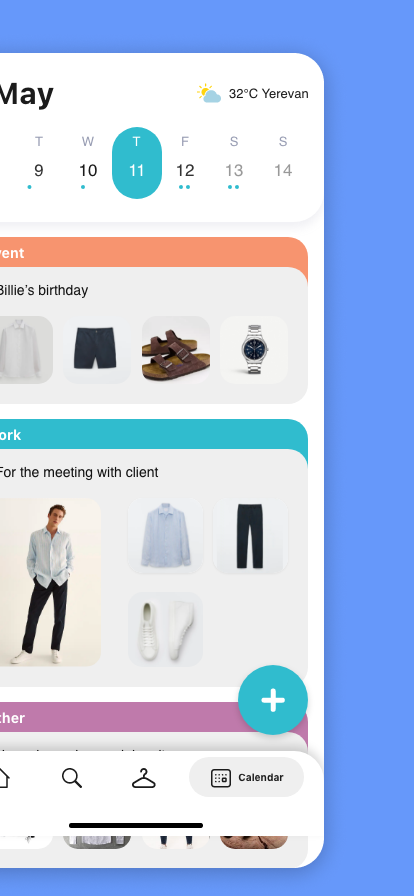 May
32°C Yerevan
T W T F S S
9 10 11 12 13 14
vent
Billie's birthday
ork
For the meeting with client
ther
Calendar